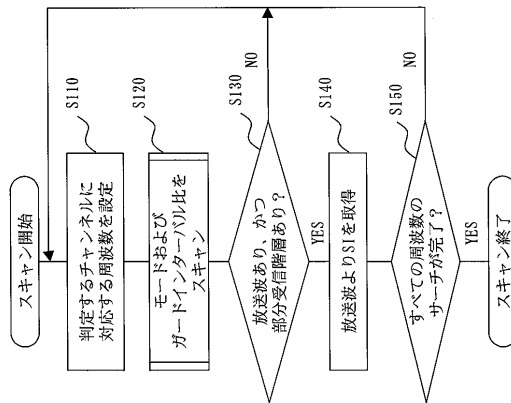 スキャン開始
S110
判定するチャンネルに
対応する周波数を設定
S120
モードおよび
ガードインターバル比を
スキャン
S130
放送波あり、かつ
部分受信階層あり?
NO
YES
S140
放送波よりSIを取得
S150
すべての周波数の
サーチが完了?
NO
YES
スキャン終了